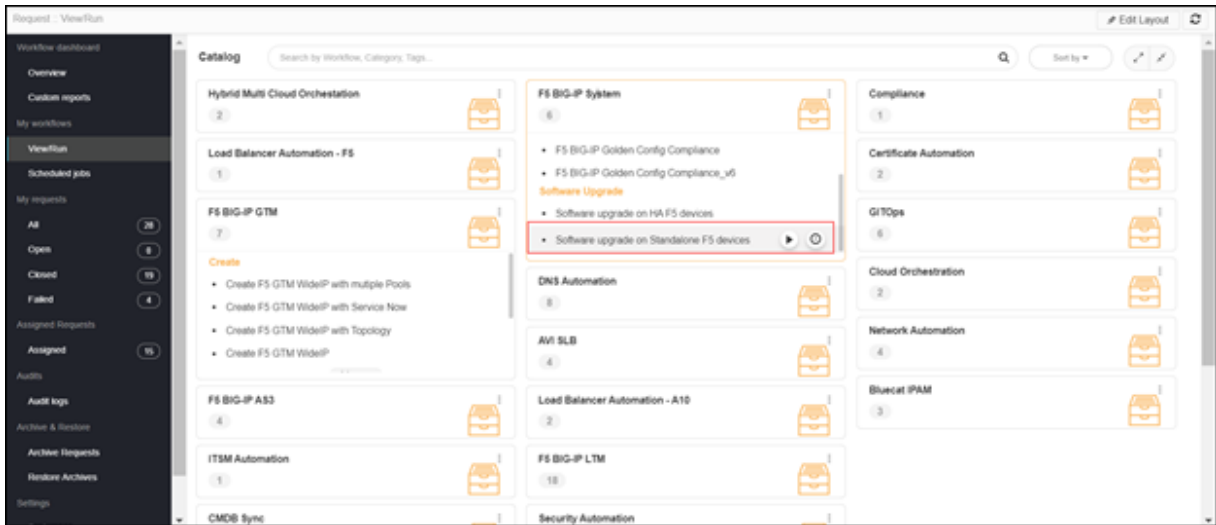 Request :: View/Run
Edit Layout
Workflow dashboard
Overview
Custom reports
My workflows
View/Run
Scheduled jobs
My requests
All 28
Open 8
Closed 19
Failed 4
Assigned Requests
Assigned 15
Audits
Audit logs
Archive & Restore
Archive Requests
Restore Archives
Settings
Catalog
Search by Workflow, Category, Tags...
Sort by
Hybrid Multi Cloud Orchestration
2
Load Balancer Automation - F5
1
F5 BIG-IP GTM
7
Create
Create F5 GTM WideIP with mutiple Pools
Create F5 GTM WideIP with Service Now
Create F5 GTM WideIP with Topology
Create F5 GTM WideIP
F5 BIG-IP AS3
4
ITSM Automation
1
CMDB Sync
F5 BIG-IP System
6
F5 BIG-IP Golden Config Compliance
F5 BIG-IP Golden Config Compliance_v6
Software Upgrade
Software upgrade on HA F5 devices
Software upgrade on Standalone F5 devices
DNS Automation
8
AVI SLB
4
Load Balancer Automation - A10
2
F5 BIG-IP LTM
18
Security Automation
Compliance
1
Certificate Automation
2
GITOps
6
Cloud Orchestration
2
Network Automation
4
Bluecat IPAM
3